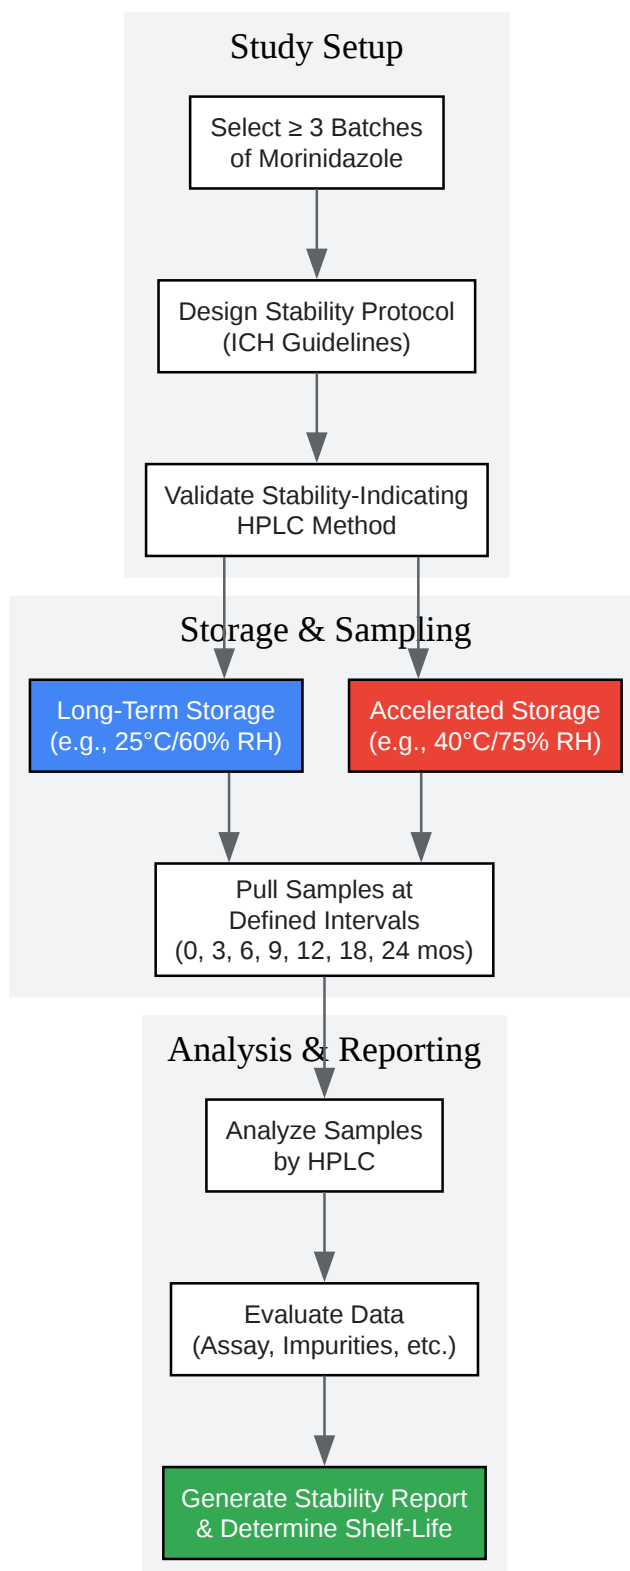 Study Setup
Select ≥ 3 Batches
of Morinidazole
Design Stability Protocol
(ICH Guidelines)
Validate Stability-Indicating
HPLC Method
Storage & Sampling
Long-Term Storage
(e.g., 25°C/60% RH)
Accelerated Storage
(e.g., 40°C/75% RH)
Pull Samples at
Defined Intervals
(0, 3, 6, 9, 12, 18, 24 mos)
Analysis & Reporting
Analyze Samples
by HPLC
Evaluate Data
(Assay, Impurities, etc.)
Generate Stability Report
& Determine Shelf-Life